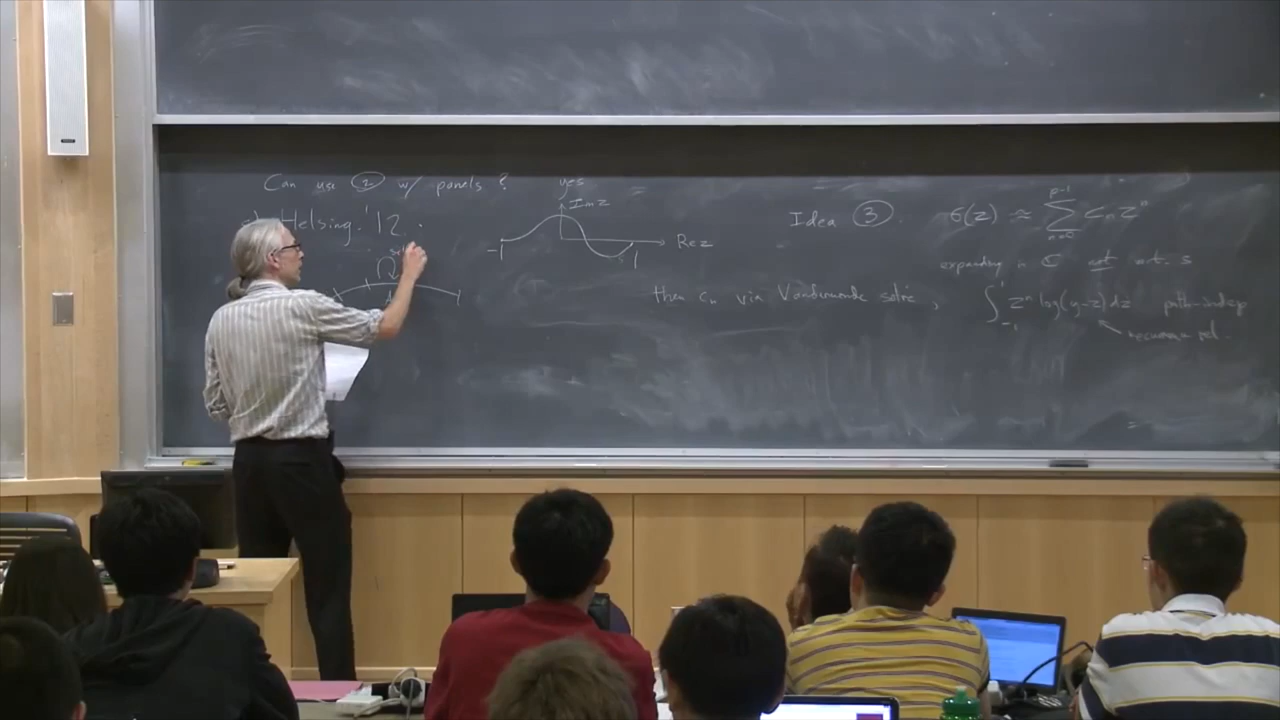 Can use ② w/ panels ?
yes
Helsing '12.
Im z
Re z
-1
1
Idea ③.
σ(z) ≈ ∑_{n=0}^{p-1} c_n z^n
expanding in ℂ not w.r.t. s
then c_n via Vandermonde solve,
∫_{-1}^{1} z^n log(y-z) dz path-indep
recurrence rel.